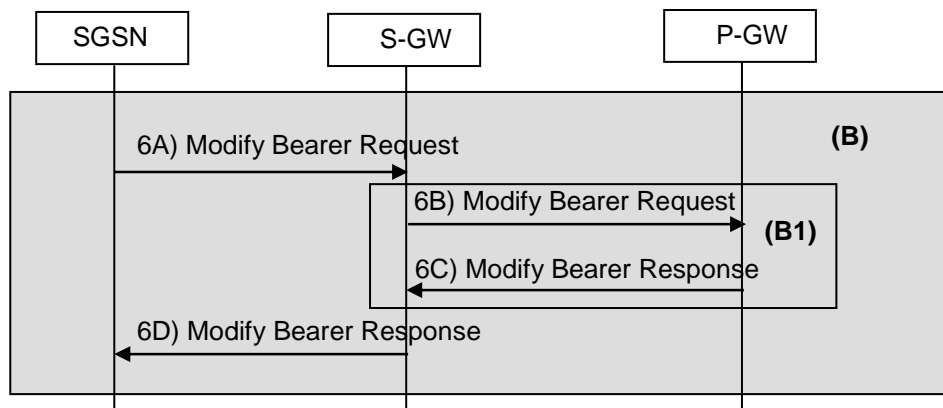 SGSN
S-GW
P-GW
(B)
6A) Modify Bearer Request
6B) Modify Bearer Request
(B1)
6C) Modify Bearer Response
6D) Modify Bearer Response